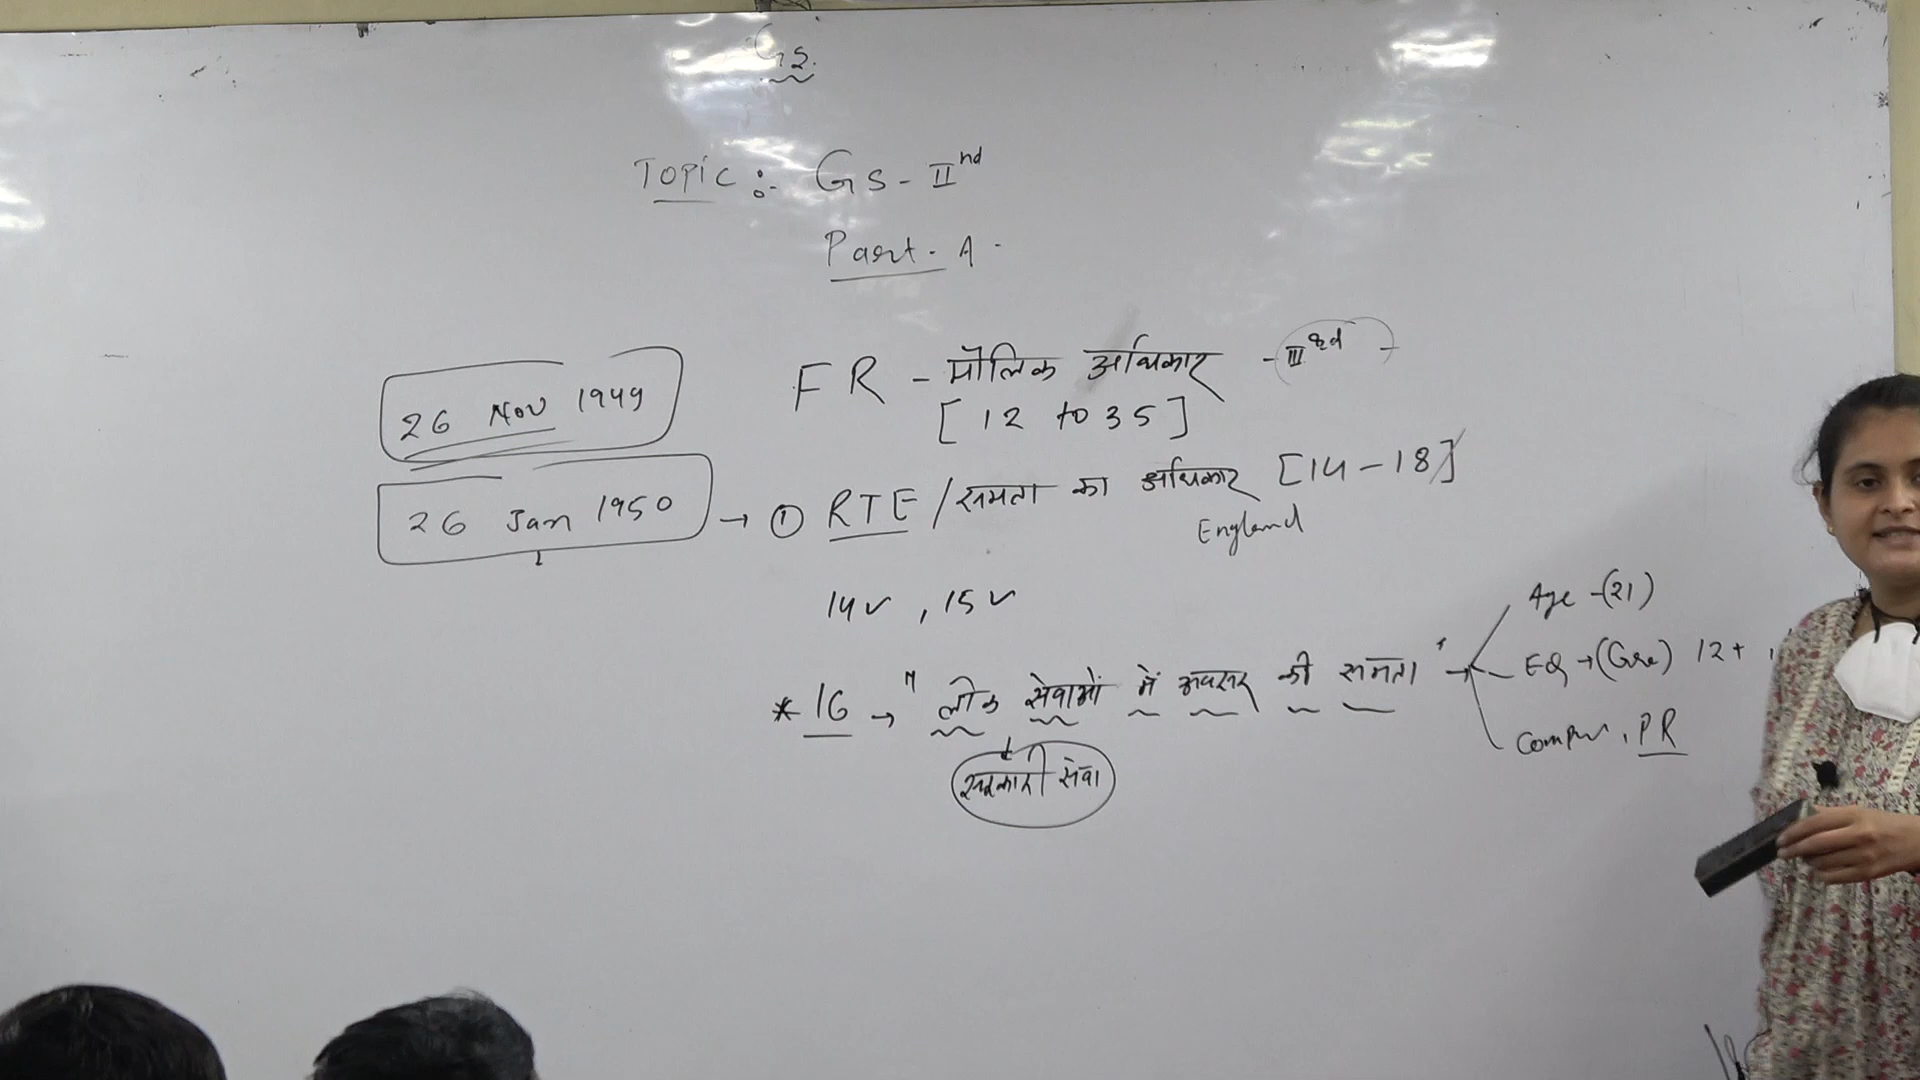 GS.
Topic :- GS - IInd
Part - A.
26 Nov 1949
FR - मौलिक अधिकार - IIIrd
[12 to 35]
26 Jan 1950 → ① RTE / समता का अधिकार [14-18]
England
14✓, 15✓
Age -(21)
* 16 → " लोक सेवाओं में अवसर की समता " → EQ → (Gra) 12+
Compu, PR
सरकारी सेवा